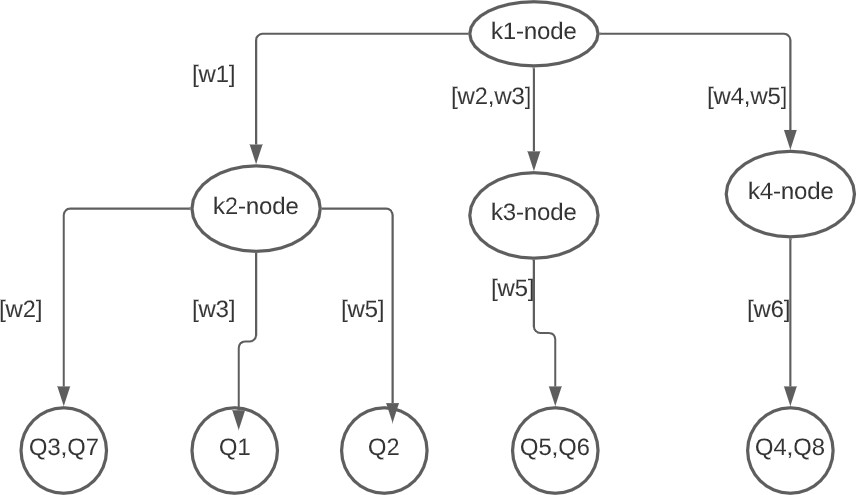 k1-node
[w1]
[w2,w3]
[w4,w5]
k2-node
k3-node
k4-node
[w2]
[w3]
[w5]
[w5]
[w6]
Q3,Q7
Q1
Q2
Q5,Q6
Q4,Q8